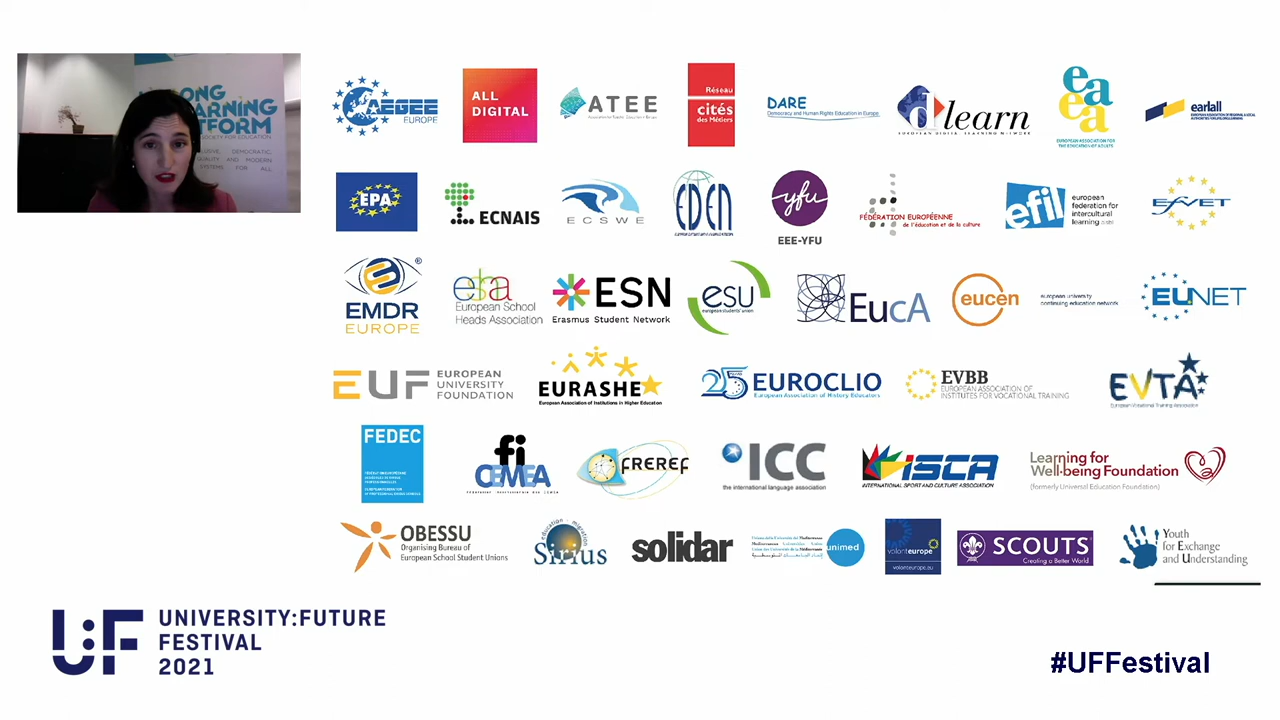 AEGEE
EUROPE
ALL
DIGITAL
ATEE
Réseau
cités
des Métiers
DARE
Democracy and Human Rights Education in Europe
dlearn
EUROPEAN DIGITAL LEARNING NETWORK
eaea
EUROPEAN ASSOCIATION FOR
THE EDUCATION OF ADULTS
earlall
EPA
ECNAIS
ECSWE
EDEN
yfu
EEE-YFU
FÉDÉRATION EUROPÉENNE
de l'éducation et de la culture
efil
european
federation for
intercultural
learning
EfVET
EMDR
EUROPE
esha
European School
Heads Association
ESN
Erasmus Student Network
esu
european students' union
EucA
eucen
european university
continuing education network
EUNET
EUF
EUROPEAN
UNIVERSITY
FOUNDATION
EURASHE
European Association of Institutions in Higher Education
25
EUROCLIO
European Association of History Educators
EVBB
EUROPEAN ASSOCIATION OF
INSTITUTES FOR VOCATIONAL TRAINING
EVTA
European Vocational Training Association
FEDEC
fi
CEMEA
FREREF
ICC
the international language association
ISCA
INTERNATIONAL SPORT AND CULTURE ASSOCIATION
Learning for
Well-being Foundation
(formerly Universal Education Foundation)
OBESSU
Organising Bureau of
European School Student Unions
education migration
Sirius
solidar
unimed
volonteurope
volonteurope.eu
SCOUTS
Creating a Better World
Youth
for Exchange
and Understanding
U:F
UNIVERSITY:FUTURE
FESTIVAL
2021
#UFFestival